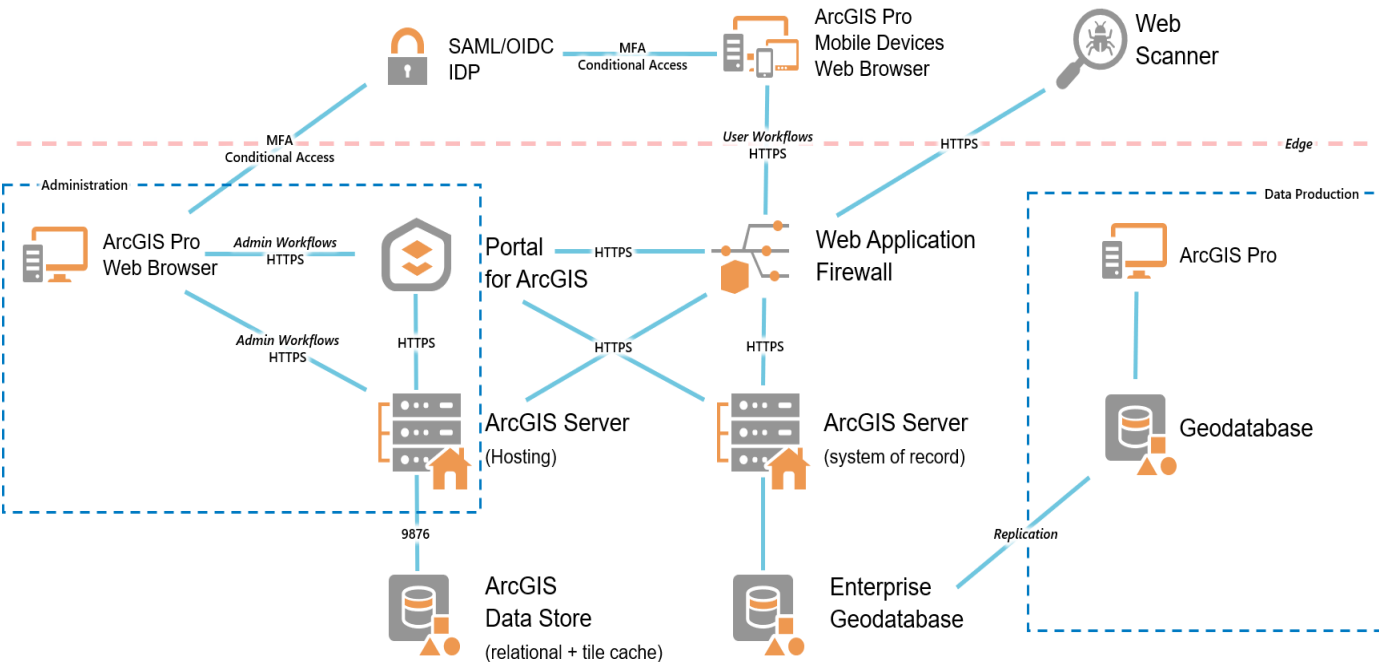 SAML/OIDC
IDP
MFA
Conditional Access
ArcGIS Pro
Mobile Devices
Web Browser
Web
Scanner
MFA
Conditional Access
User Workflows
HTTPS
HTTPS
Edge
Administration
Data Production
ArcGIS Pro
Web Browser
Admin Workflows
HTTPS
Portal
for ArcGIS
HTTPS
Web Application
Firewall
ArcGIS Pro
Admin Workflows
HTTPS
HTTPS
HTTPS
HTTPS
ArcGIS Server
(Hosting)
ArcGIS Server
(system of record)
Geodatabase
9876
Replication
ArcGIS
Data Store
(relational + tile cache)
Enterprise
Geodatabase